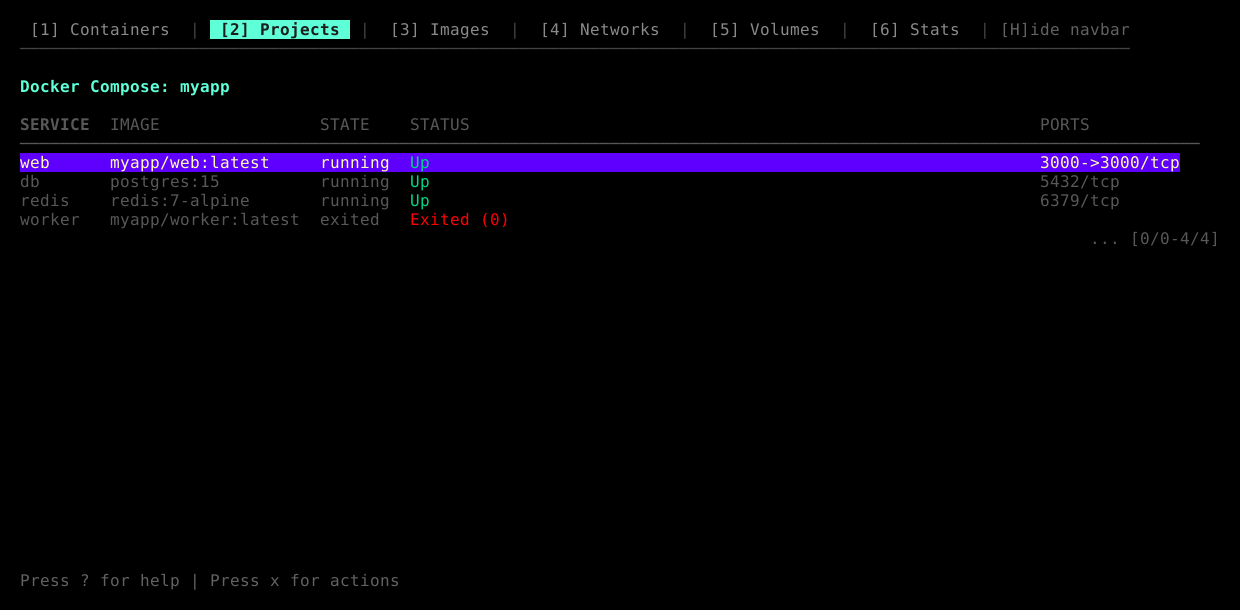 [1] Containers | [2] Projects | [3] Images | [4] Networks | [5] Volumes | [6] Stats | [H]ide navbar
Docker Compose: myapp
SERVICE IMAGE STATE STATUS PORTS
web myapp/web:latest running Up 3000->3000/tcp
db postgres:15 running Up 5432/tcp
redis redis:7-alpine running Up 6379/tcp
worker myapp/worker:latest exited Exited (0)
... [0/0-4/4]
Press ? for help | Press x for actions